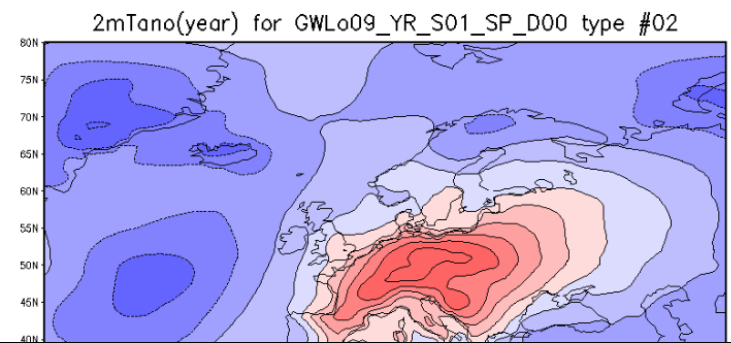 2mTano(year) for GWLo09_YR_S01_SP_D00 type #02
80N
75N
70N
65N
60N
55N
50N
45N
40N